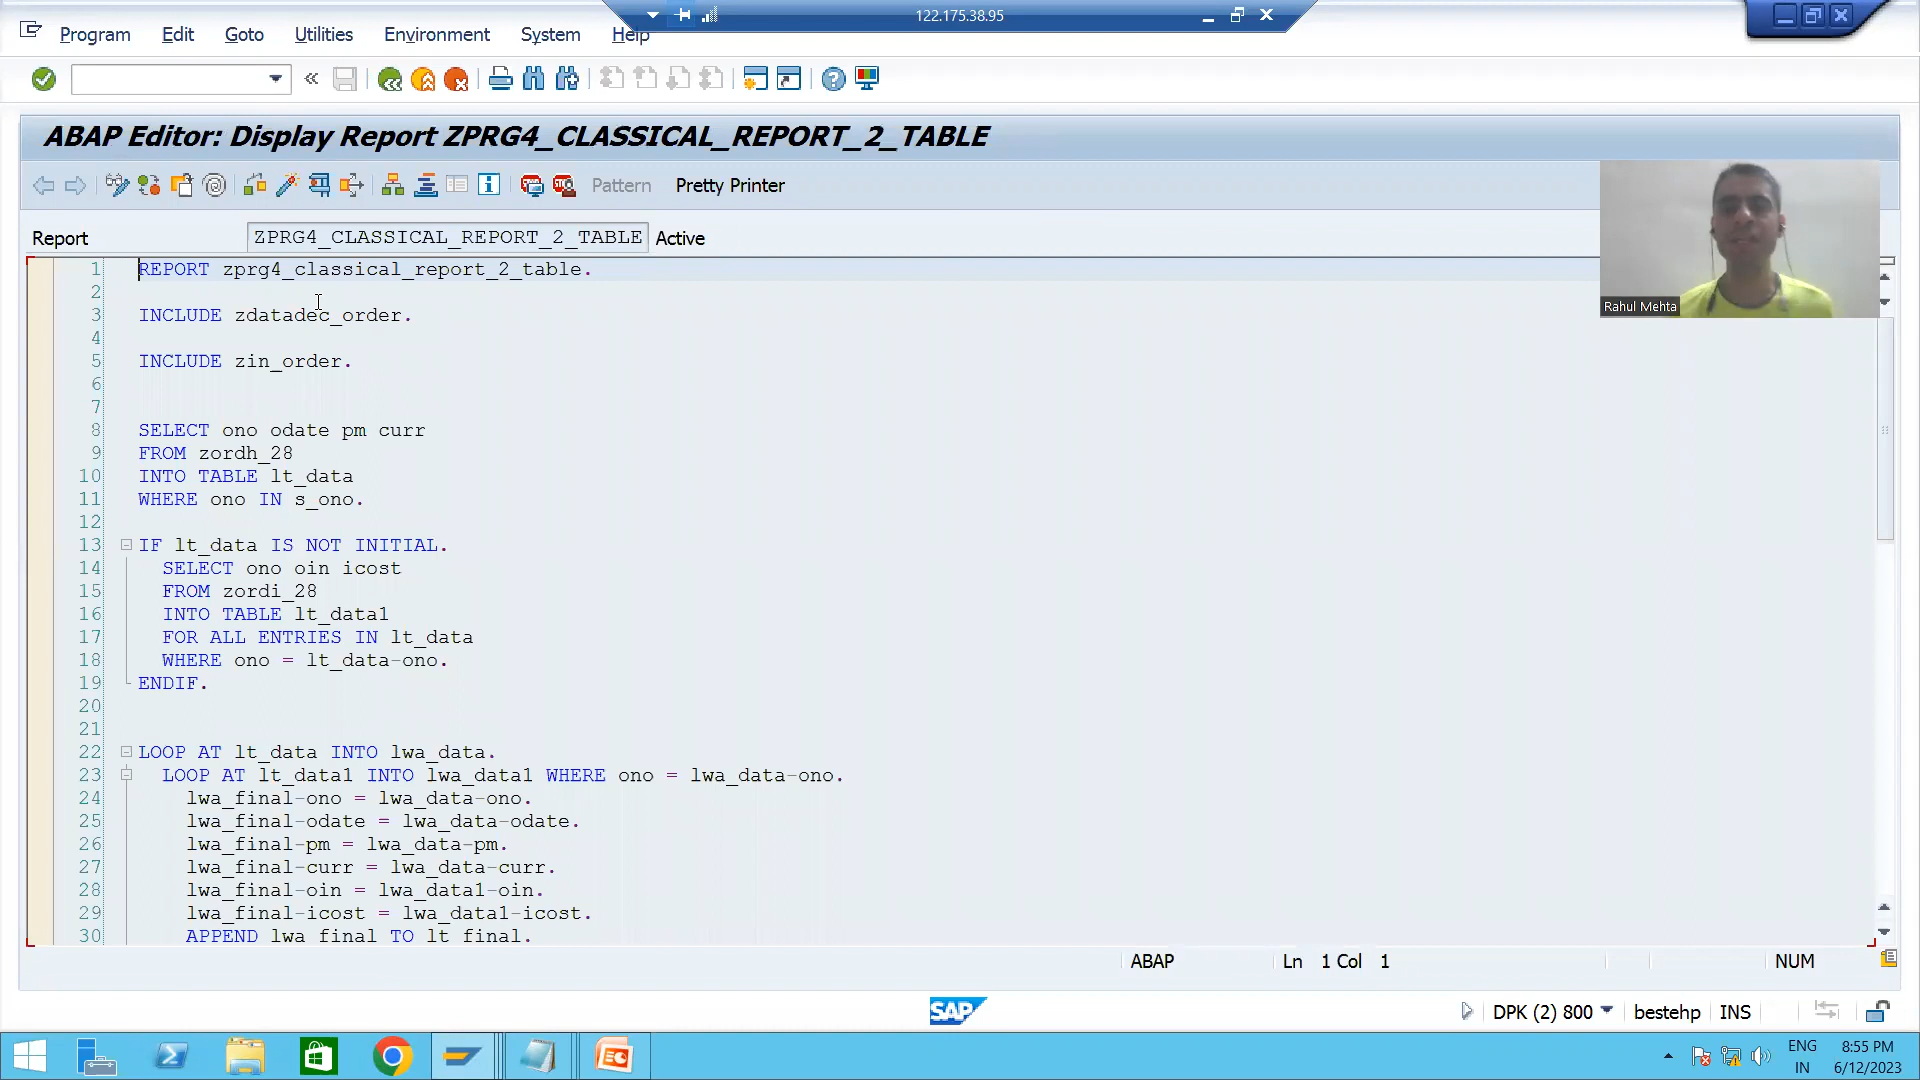 122.175.38.95
Program Edit Goto Utilities Environment System Help
ABAP Editor: Display Report ZPRG4_CLASSICAL_REPORT_2_TABLE
Pattern Pretty Printer
Report ZPRG4_CLASSICAL_REPORT_2_TABLE Active
Rahul Mehta
1 REPORT zprg4_classical_report_2_table.
2
3 INCLUDE zdatadec_order.
4
5 INCLUDE zin_order.
6
7
8 SELECT ono odate pm curr
9 FROM zordh_28
10 INTO TABLE lt_data
11 WHERE ono IN s_ono.
12
13 IF lt_data IS NOT INITIAL.
14 SELECT ono oin icost
15 FROM zordi_28
16 INTO TABLE lt_data1
17 FOR ALL ENTRIES IN lt_data
18 WHERE ono = lt_data-ono.
19 ENDIF.
20
21
22 LOOP AT lt_data INTO lwa_data.
23 LOOP AT lt_data1 INTO lwa_data1 WHERE ono = lwa_data-ono.
24 lwa_final-ono = lwa_data-ono.
25 lwa_final-odate = lwa_data-odate.
26 lwa_final-pm = lwa_data-pm.
27 lwa_final-curr = lwa_data-curr.
28 lwa_final-oin = lwa_data1-oin.
29 lwa_final-icost = lwa_data1-icost.
30 APPEND lwa_final TO lt_final.
ABAP Ln 1 Col 1 NUM
SAP DPK (2) 800 bestehp INS
ENG 8:55 PM
IN 6/12/2023